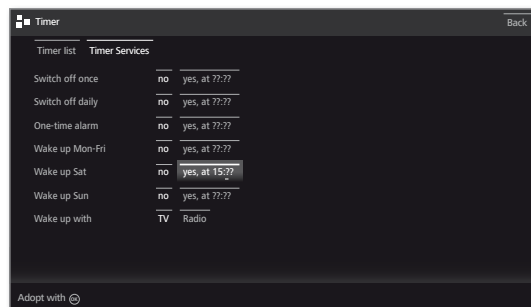 Timer Back
Timer list Timer Services
Switch off once no yes, at ??:??
Switch off daily no yes, at ??:??
One-time alarm no yes, at ??:??
Wake up Mon-Fri no yes, at ??:??
Wake up Sat no yes, at 15:??
Wake up Sun no yes, at ??:??
Wake up with TV Radio
Adopt with OK